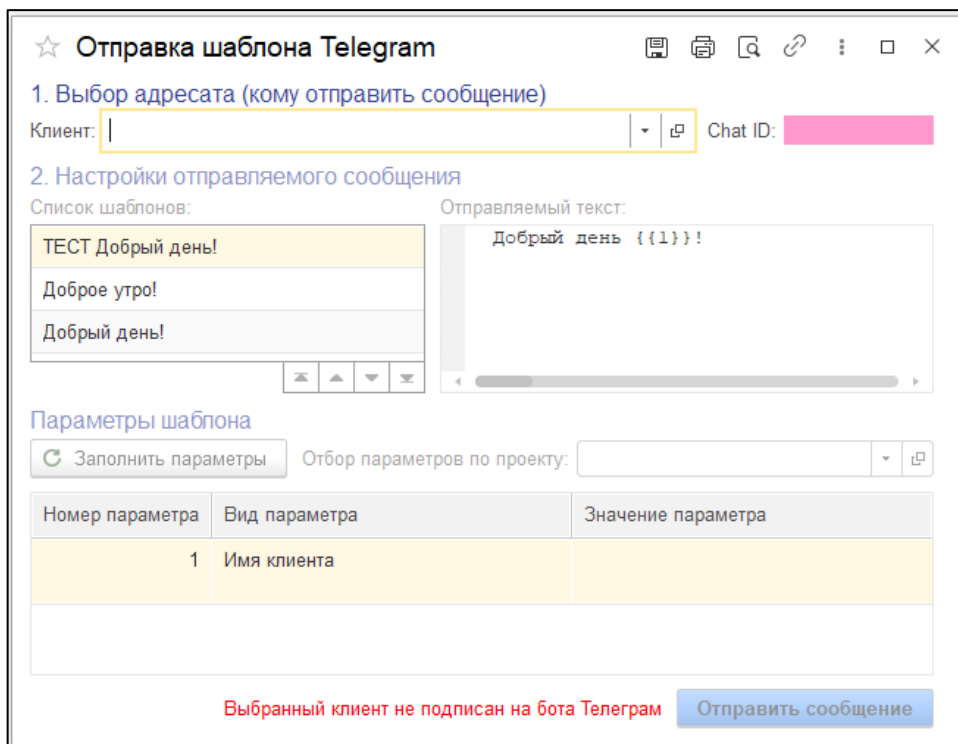 Отправка шаблона Telegram
1. Выбор адресата (кому отправить сообщение)
Клиент:
Chat ID:
2. Настройки отправляемого сообщения
Список шаблонов:
Отправляемый текст:
ТЕСТ Добрый день!
Доброе утро!
Добрый день!
Добрый день {{1}}!
Параметры шаблона
Заполнить параметры
Отбор параметров по проекту:
Номер параметра Вид параметра Значение параметра
1 Имя клиента
Выбранный клиент не подписан на бота Телеграм
Отправить сообщение